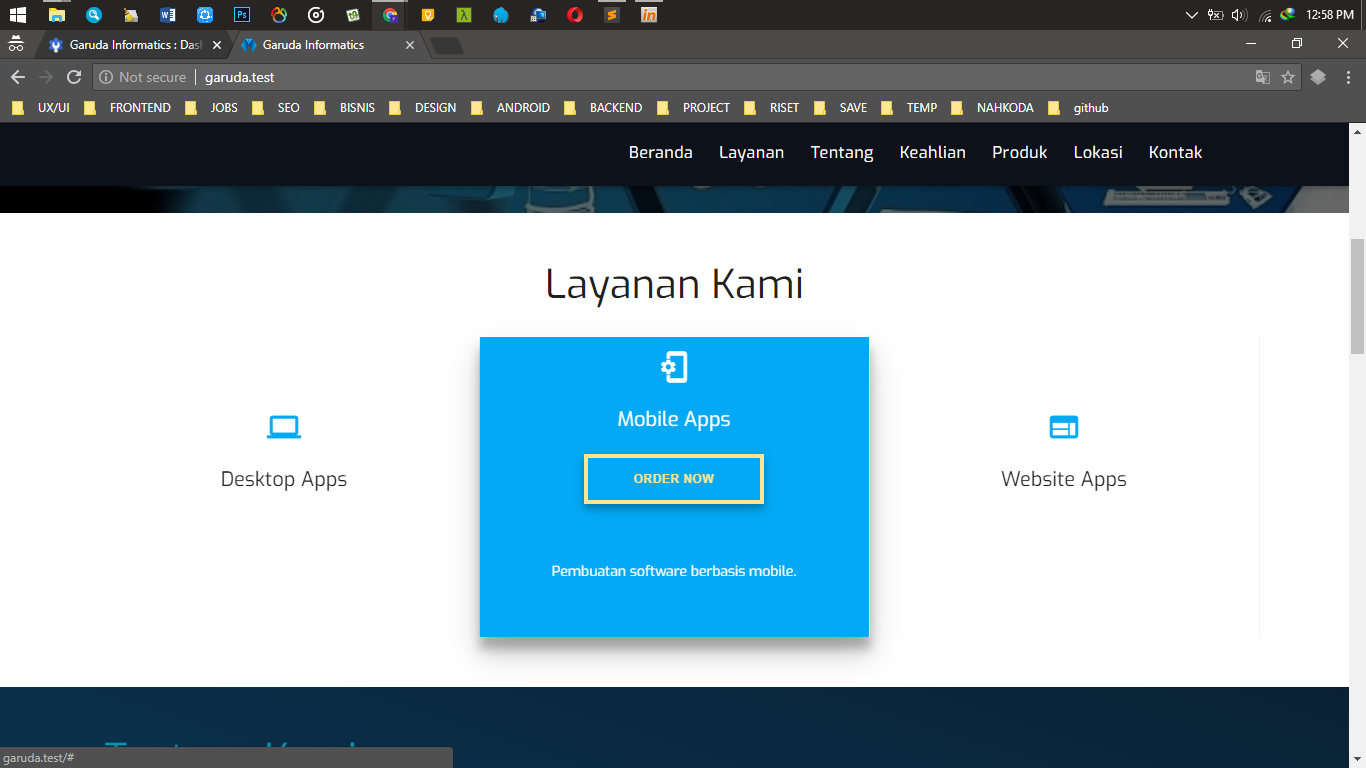 12:58 PM
Garuda Informatics : Das
Garuda Informatics
Not secure
garuda.test
UX/UI FRONTEND JOBS SEO BISNIS DESIGN ANDROID BACKEND PROJECT RISET SAVE TEMP NAHKODA github
Beranda Layanan Tentang Keahlian Produk Lokasi Kontak
Layanan Kami
Desktop Apps
Mobile Apps
ORDER NOW
Pembuatan software berbasis mobile.
Website Apps
garuda.test/#